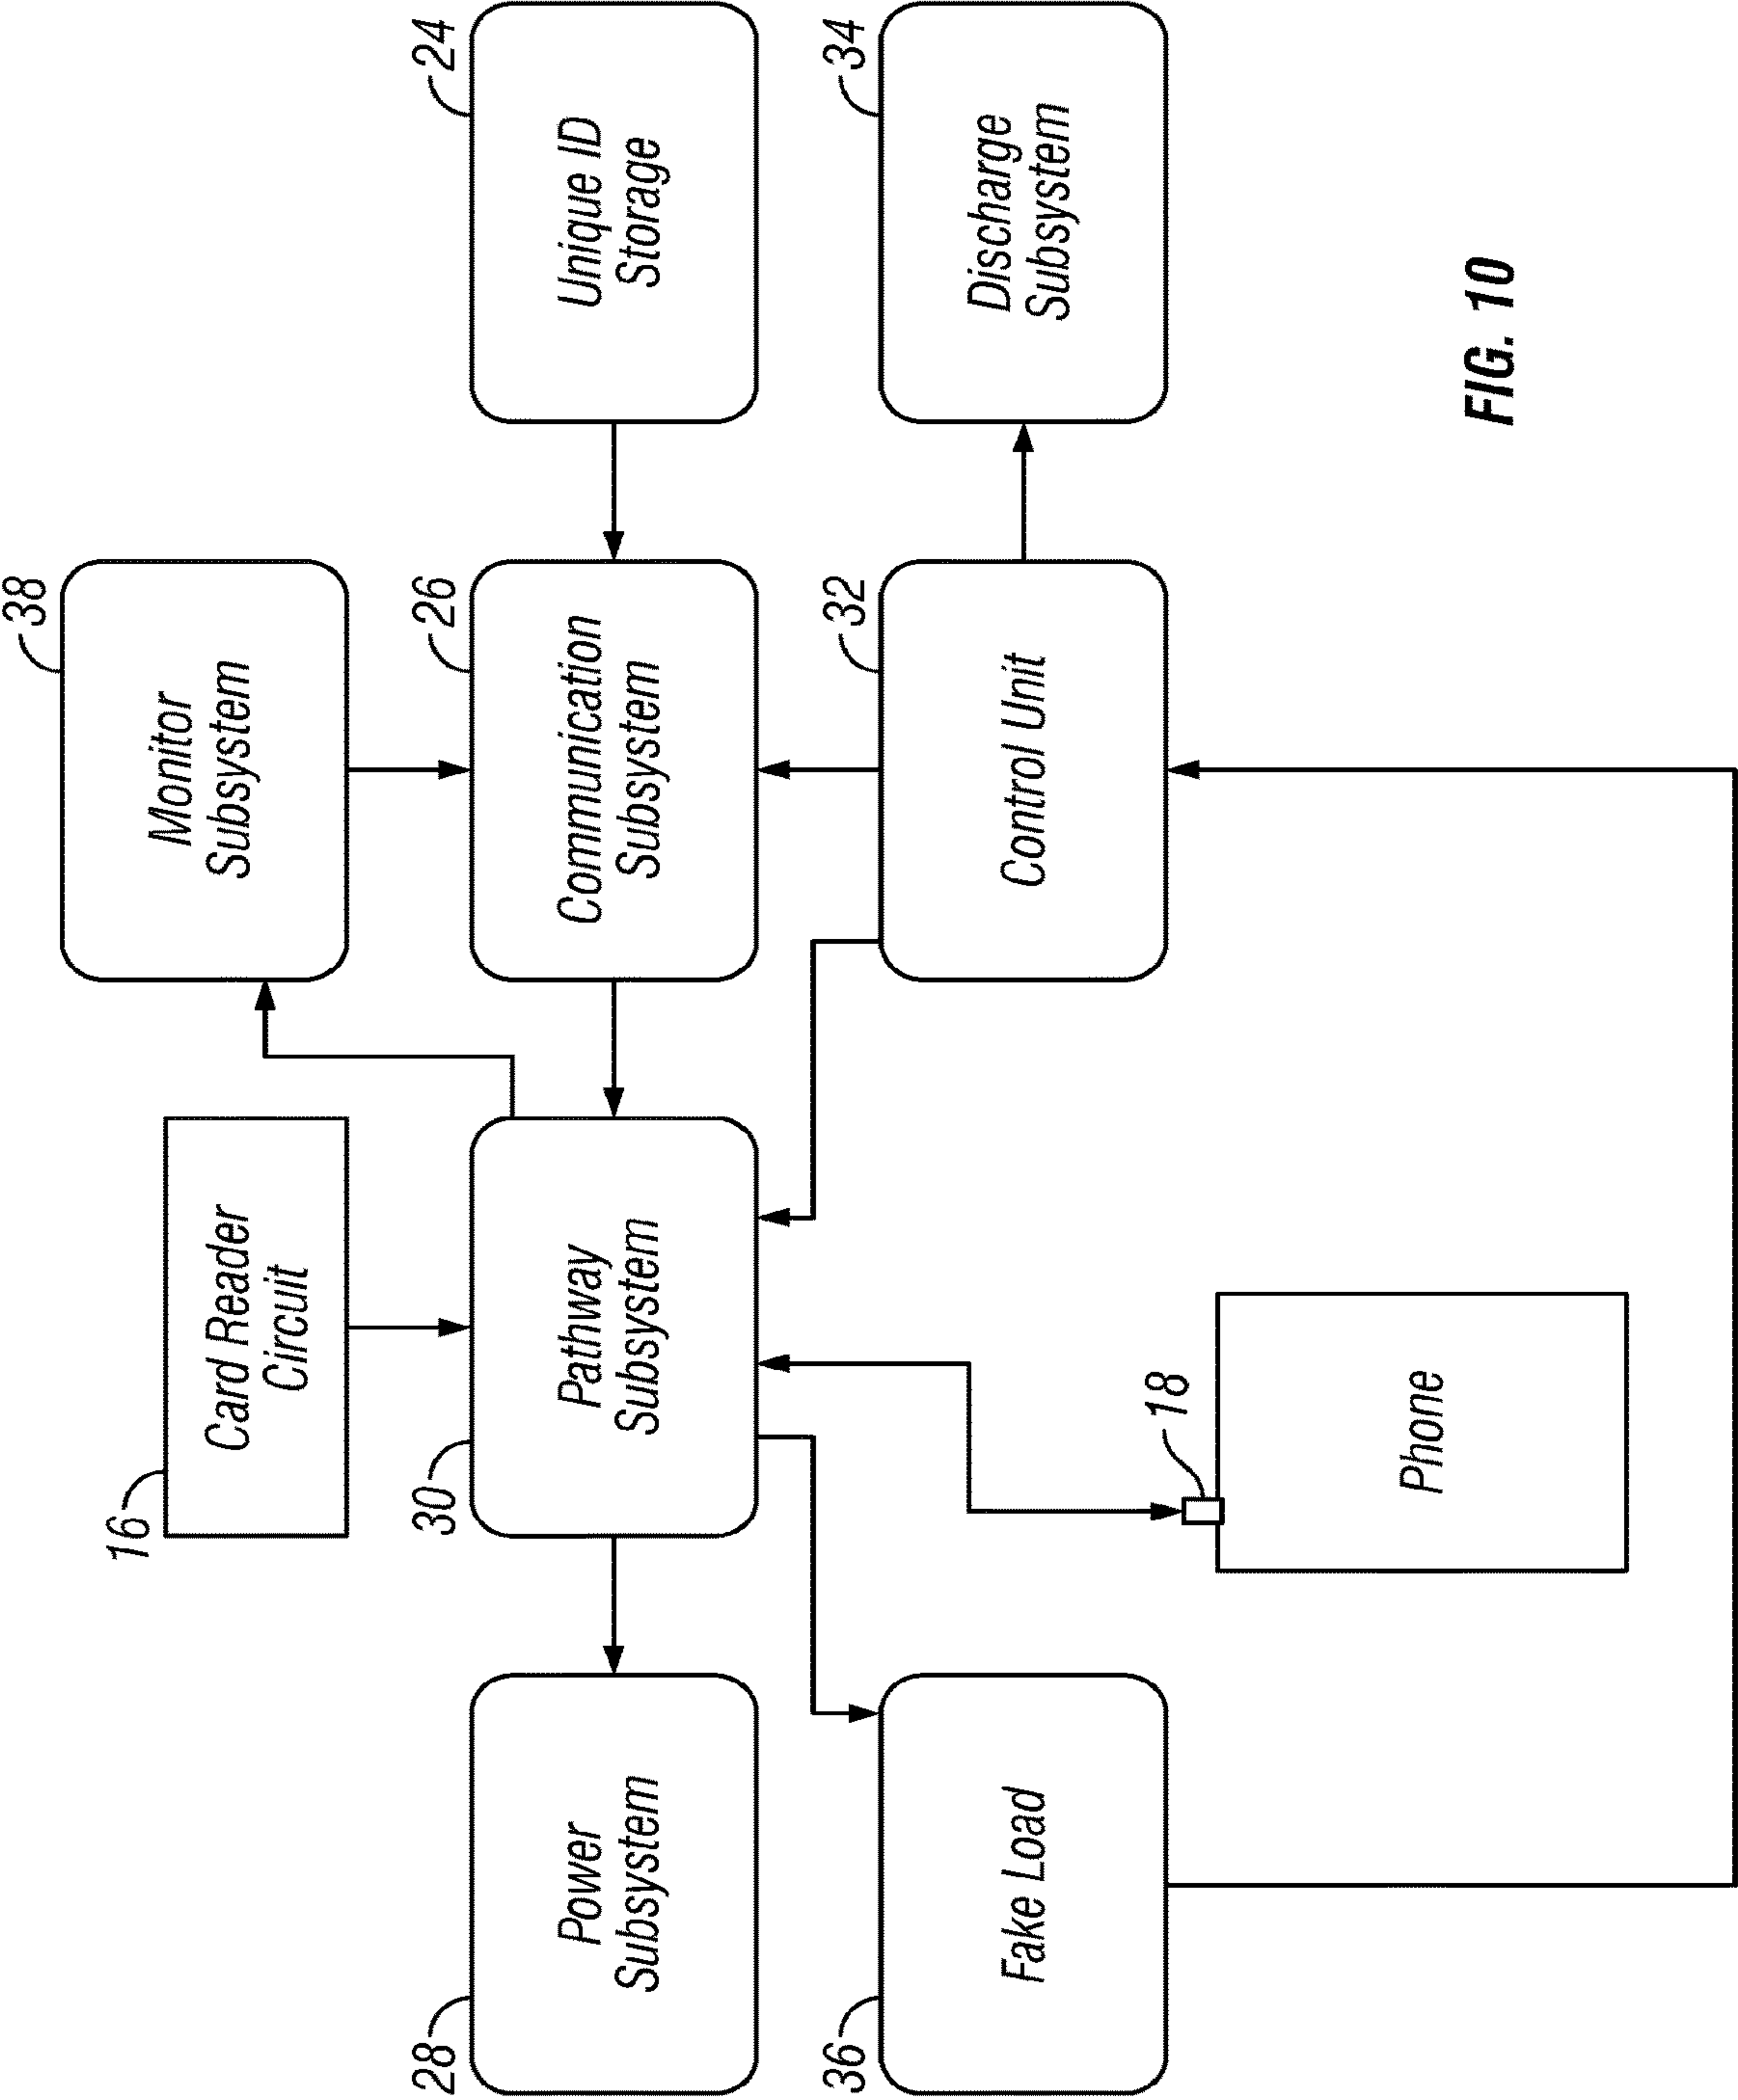 38
Monitor
Subsystem
16
Card Reader
Circuit
28
Power
Subsystem
30
Pathway
Subsystem
26
Communication
Subsystem
24
Unique ID
Storage
36
Fake Load
32
Control Unit
34
Discharge
Subsystem
18
Phone
FIG. 10